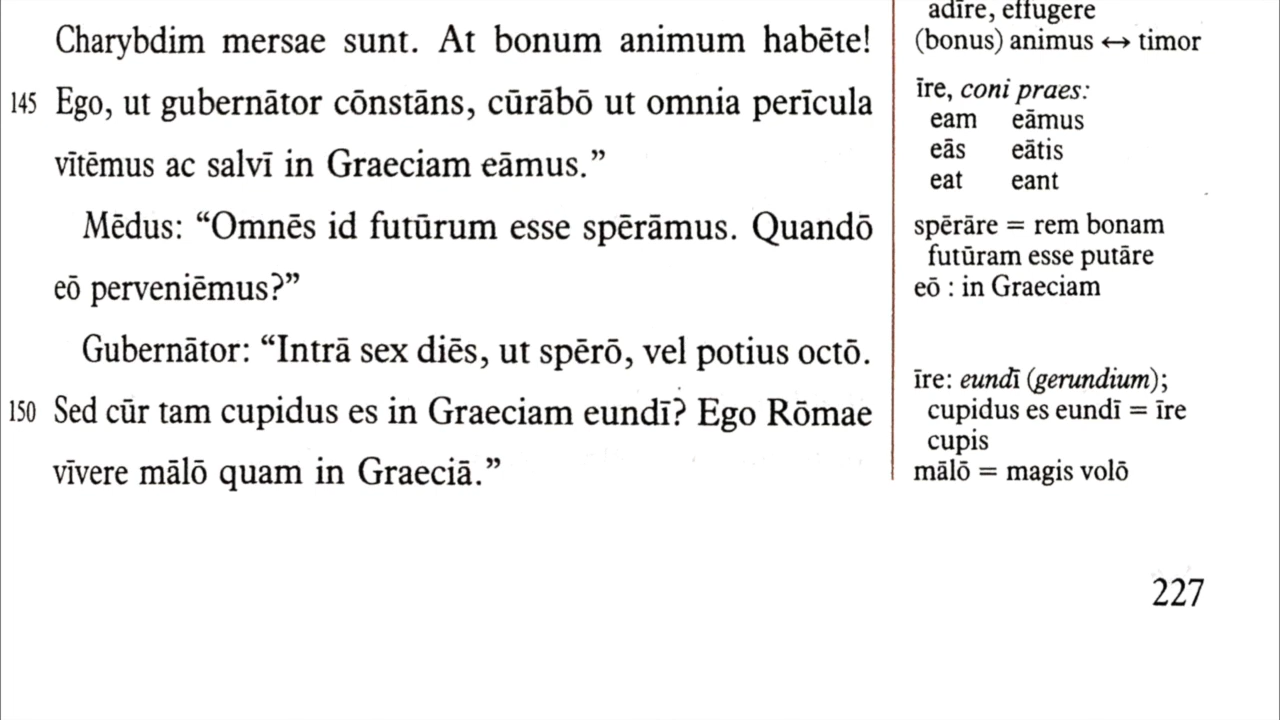 Charybdim mersae sunt. At bonum animum habēte!
145 Ego, ut gubernātor cōnstāns, cūrābō ut omnia perīcula
vītēmus ac salvī in Graeciam eāmus.”
Mēdus: “Omnēs id futūrum esse spērāmus. Quandō
eō perveniēmus?”
Gubernātor: “Intrā sex diēs, ut spērō, vel potius octō.
150 Sed cūr tam cupidus es in Graeciam eundī? Ego Rōmae
vīvere mālō quam in Graeciā.”
adīre, effugere
(bonus) animus ↔ timor
īre, coni praes:
eam eāmus
eās eātis
eat eant
spērāre = rem bonam
futūram esse putāre
eō : in Graeciam
īre: eundī (gerundium);
cupidus es eundī = īre
cupis
mālō = magis volō
227